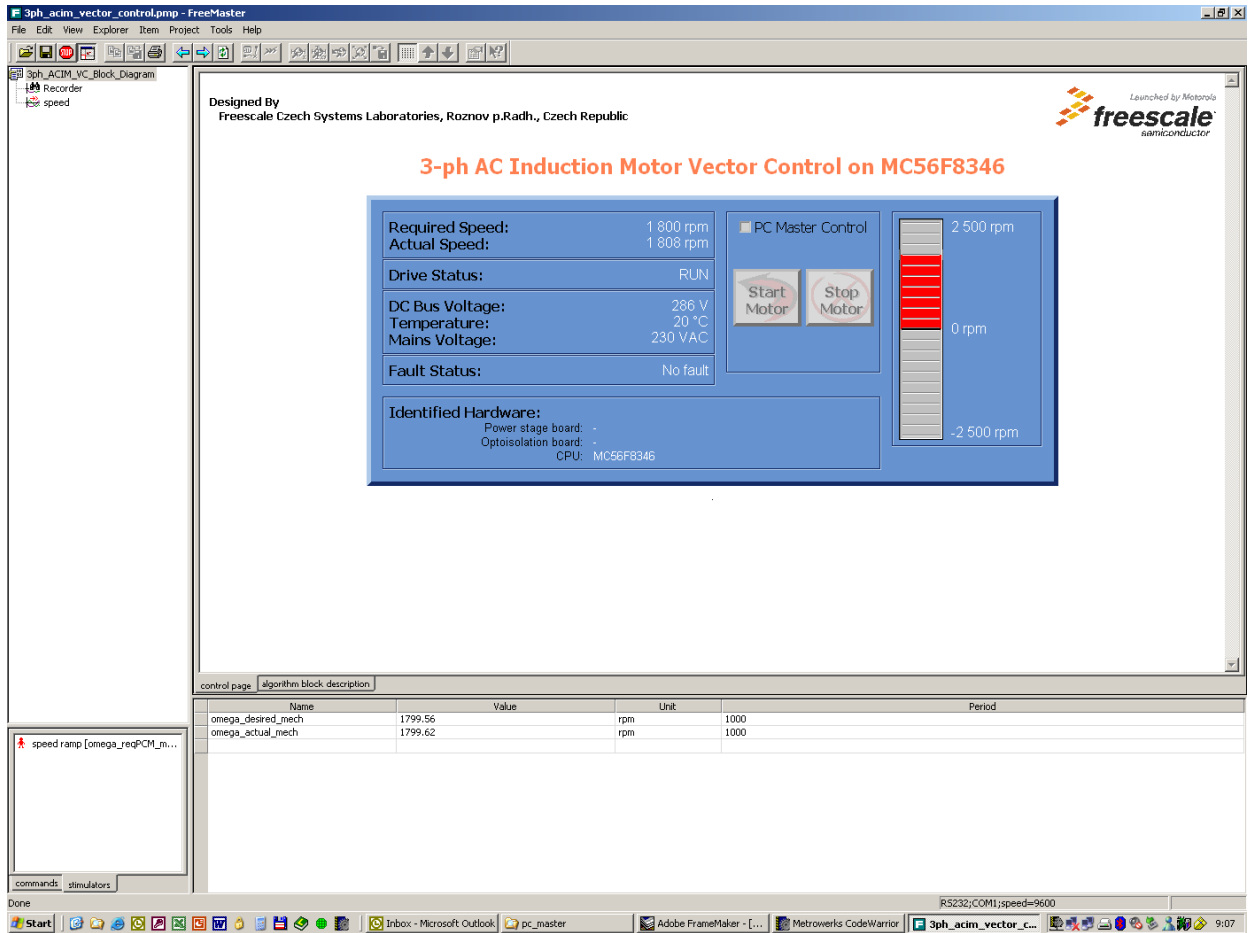 3ph_acim_vector_control.pmp - FreeMaster
File Edit View Explorer Item Project Tools Help
3ph_ACIM_VC_Block_Diagram
Recorder
speed
Designed By
Freescale Czech Systems Laboratories, Roznov p.Radh., Czech Republic
Launched by Motorola
freescale
semiconductor
3-ph AC Induction Motor Vector Control on MC56F8346
Required Speed: 1 800 rpm
Actual Speed: 1 808 rpm
Drive Status: RUN
DC Bus Voltage: 286 V
Temperature: 20 °C
Mains Voltage: 230 VAC
Fault Status: No fault
PC Master Control
Start Motor
Stop Motor
2 500 rpm
0 rpm
-2 500 rpm
Identified Hardware:
Power stage board: -
Optoisolation board: -
CPU: MC56F8346
control page algorithm block description
Name Value Unit Period
omega_desired_mech 1799.56 rpm 1000
omega_actual_mech 1799.62 rpm 1000
speed ramp [omega_reqPCM_m...
commands stimulators
Done
RS232;COM1;speed=9600
Start Inbox - Microsoft Outlook pc_master Adobe FrameMaker - [... Metrowerks CodeWarrior 3ph_acim_vector_c... 9:07